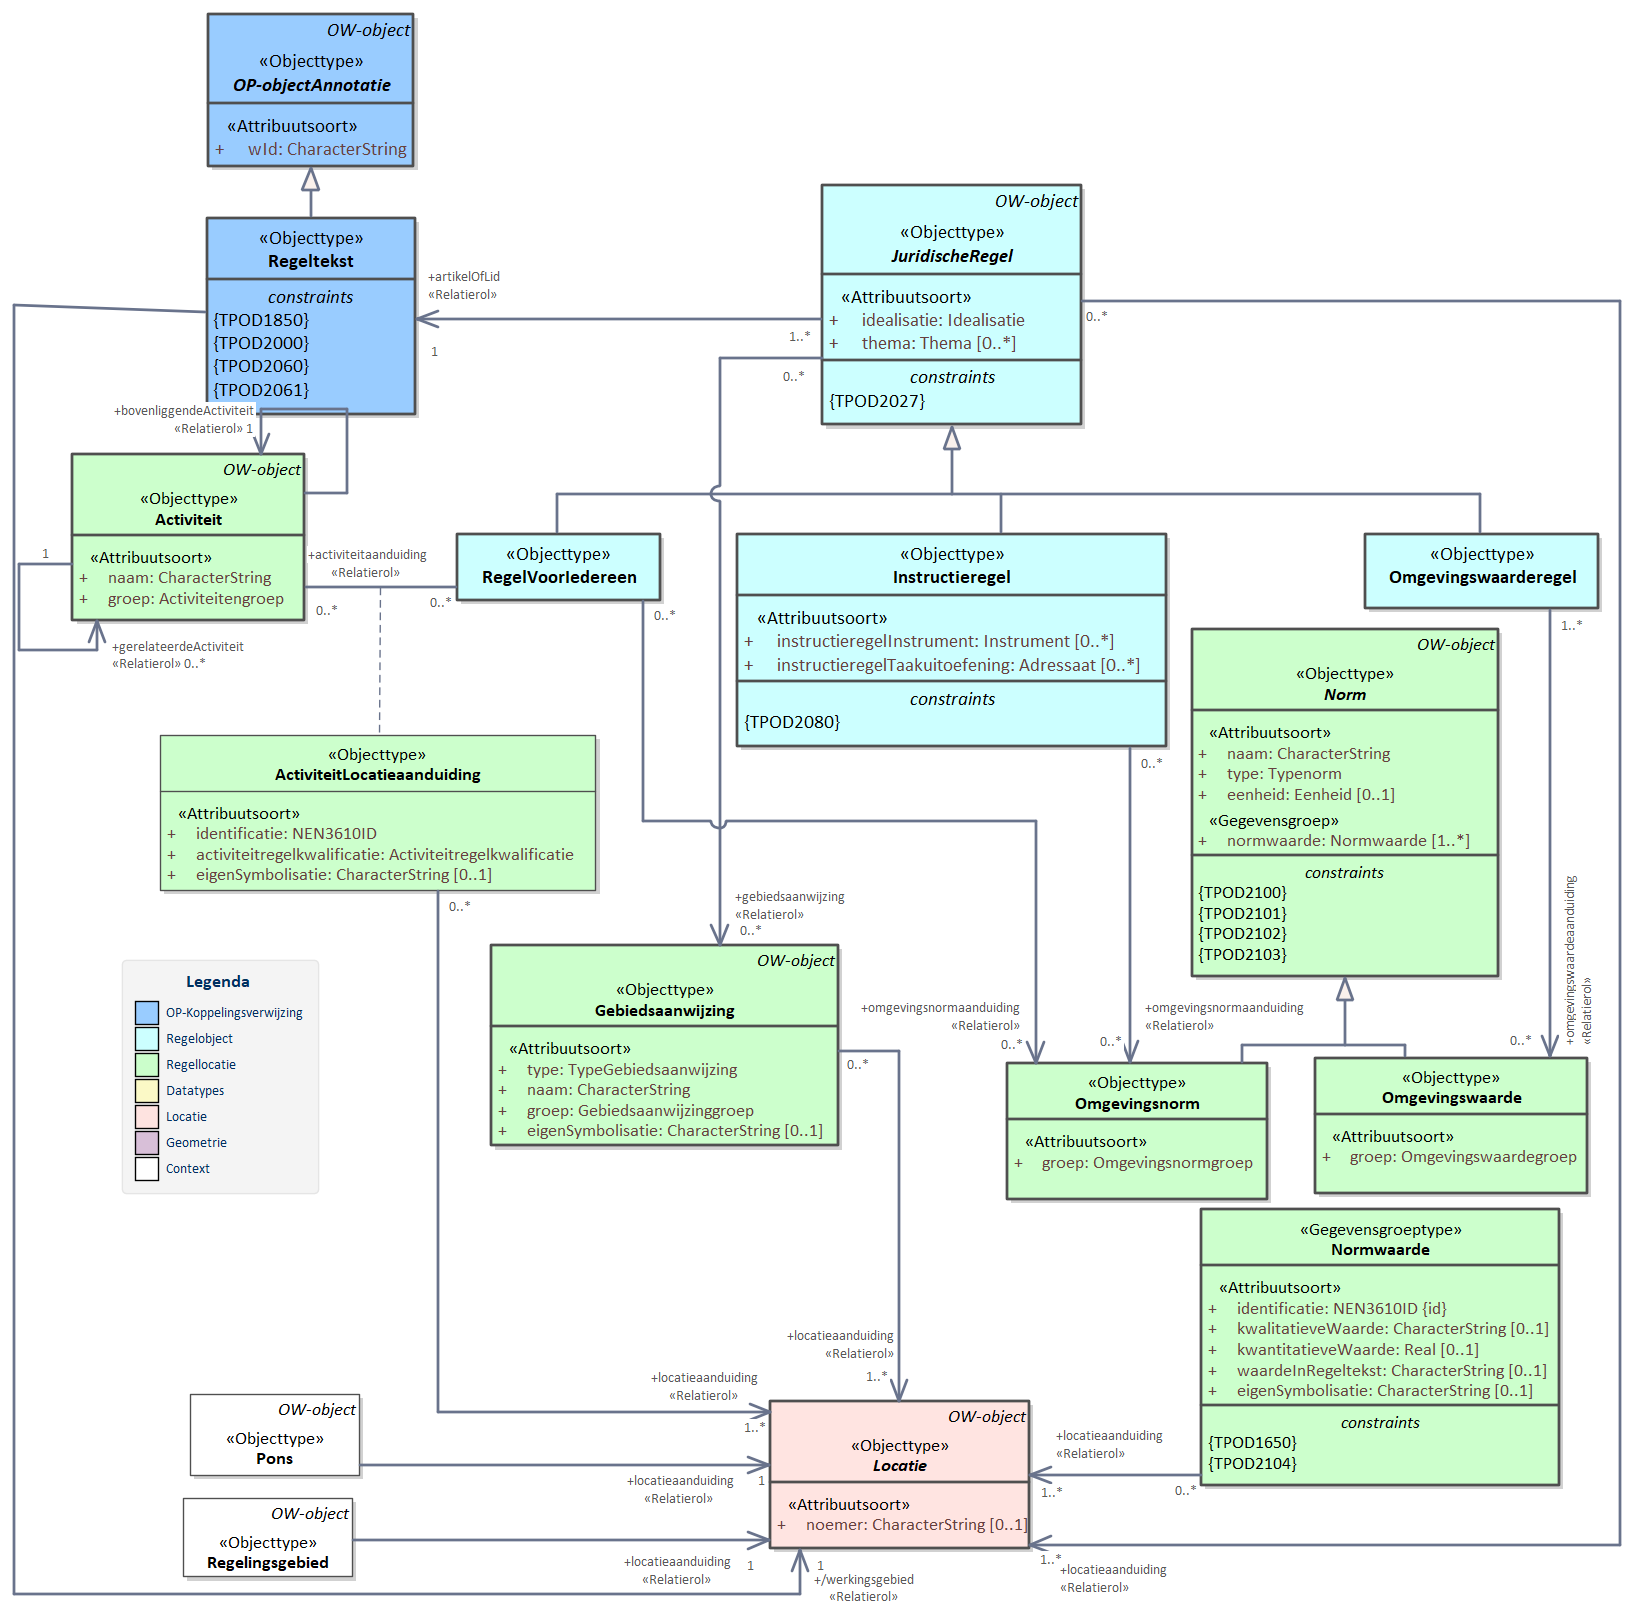 OW-object
«Objecttype»
OP-objectAnnotatie
«Attribuutsoort»
+ wId: CharacterString
«Objecttype»
Regeltekst
constraints
{TPOD1850}
{TPOD2000}
{TPOD2060}
{TPOD2061}
OW-object
«Objecttype»
JuridischeRegel
«Attribuutsoort»
+ idealisatie: Idealisatie
+ thema: Thema [0..*]
constraints
{TPOD2027}
+artikelOfLid
«Relatierol»
1
1..*
0..*
0..*
+bovenliggendeActiviteit
«Relatierol» 1
OW-object
«Objecttype»
Activiteit
«Attribuutsoort»
+ naam: CharacterString
+ groep: Activiteitengroep
1
+gerelateerdeActiviteit
«Relatierol» 0..*
+activiteitaanduiding
«Relatierol»
0..*
0..*
«Objecttype»
RegelVoorIedereen
0..*
«Objecttype»
Instructieregel
«Attribuutsoort»
+ instructieregelInstrument: Instrument [0..*]
+ instructieregelTaakuitoefening: Adressaat [0..*]
constraints
{TPOD2080}
0..*
«Objecttype»
Omgevingswaarderegel
1..*
OW-object
«Objecttype»
Norm
«Attribuutsoort»
+ naam: CharacterString
+ type: Typenorm
+ eenheid: Eenheid [0..1]
«Gegevensgroep»
+ normwaarde: Normwaarde [1..*]
constraints
{TPOD2100}
{TPOD2101}
{TPOD2102}
{TPOD2103}
+omgevingswaardeaanduiding
«Relatierol»
0..*
«Objecttype»
ActiviteitLocatieaanduiding
«Attribuutsoort»
+ identificatie: NEN3610ID
+ activiteitregelkwalificatie: Activiteitregelkwalificatie
+ eigenSymbolisatie: CharacterString [0..1]
0..*
+gebiedsaanwijzing
«Relatierol»
0..*
OW-object
«Objecttype»
Gebiedsaanwijzing
«Attribuutsoort»
+ type: TypeGebiedsaanwijzing
+ naam: CharacterString
+ groep: Gebiedsaanwijzinggroep
+ eigenSymbolisatie: CharacterString [0..1]
0..*
+omgevingsnormaanduiding
«Relatierol»
0..*
+omgevingsnormaanduiding
«Relatierol»
0..*
«Objecttype»
Omgevingsnorm
«Attribuutsoort»
+ groep: Omgevingsnormgroep
«Objecttype»
Omgevingswaarde
«Attribuutsoort»
+ groep: Omgevingswaardegroep
Legenda
OP-Koppelingsverwijzing
Regelobject
Regellocatie
Datatypes
Locatie
Geometrie
Context
«Gegevensgroeptype»
Normwaarde
«Attribuutsoort»
+ identificatie: NEN3610ID {id}
+ kwalitatieveWaarde: CharacterString [0..1]
+ kwantitatieveWaarde: Real [0..1]
+ waardeInRegeltekst: CharacterString [0..1]
+ eigenSymbolisatie: CharacterString [0..1]
constraints
{TPOD1650}
{TPOD2104}
+locatieaanduiding
«Relatierol»
1..*
+locatieaanduiding
«Relatierol»
1..*
OW-object
«Objecttype»
Pons
+locatieaanduiding
«Relatierol»
1
OW-object
«Objecttype»
Regelingsgebied
+locatieaanduiding
«Relatierol»
1
OW-object
«Objecttype»
Locatie
«Attribuutsoort»
+ noemer: CharacterString [0..1]
+locatieaanduiding
«Relatierol»
1..*
0..*
1
+/werkingsgebied
«Relatierol»
1..*
+locatieaanduiding
«Relatierol»